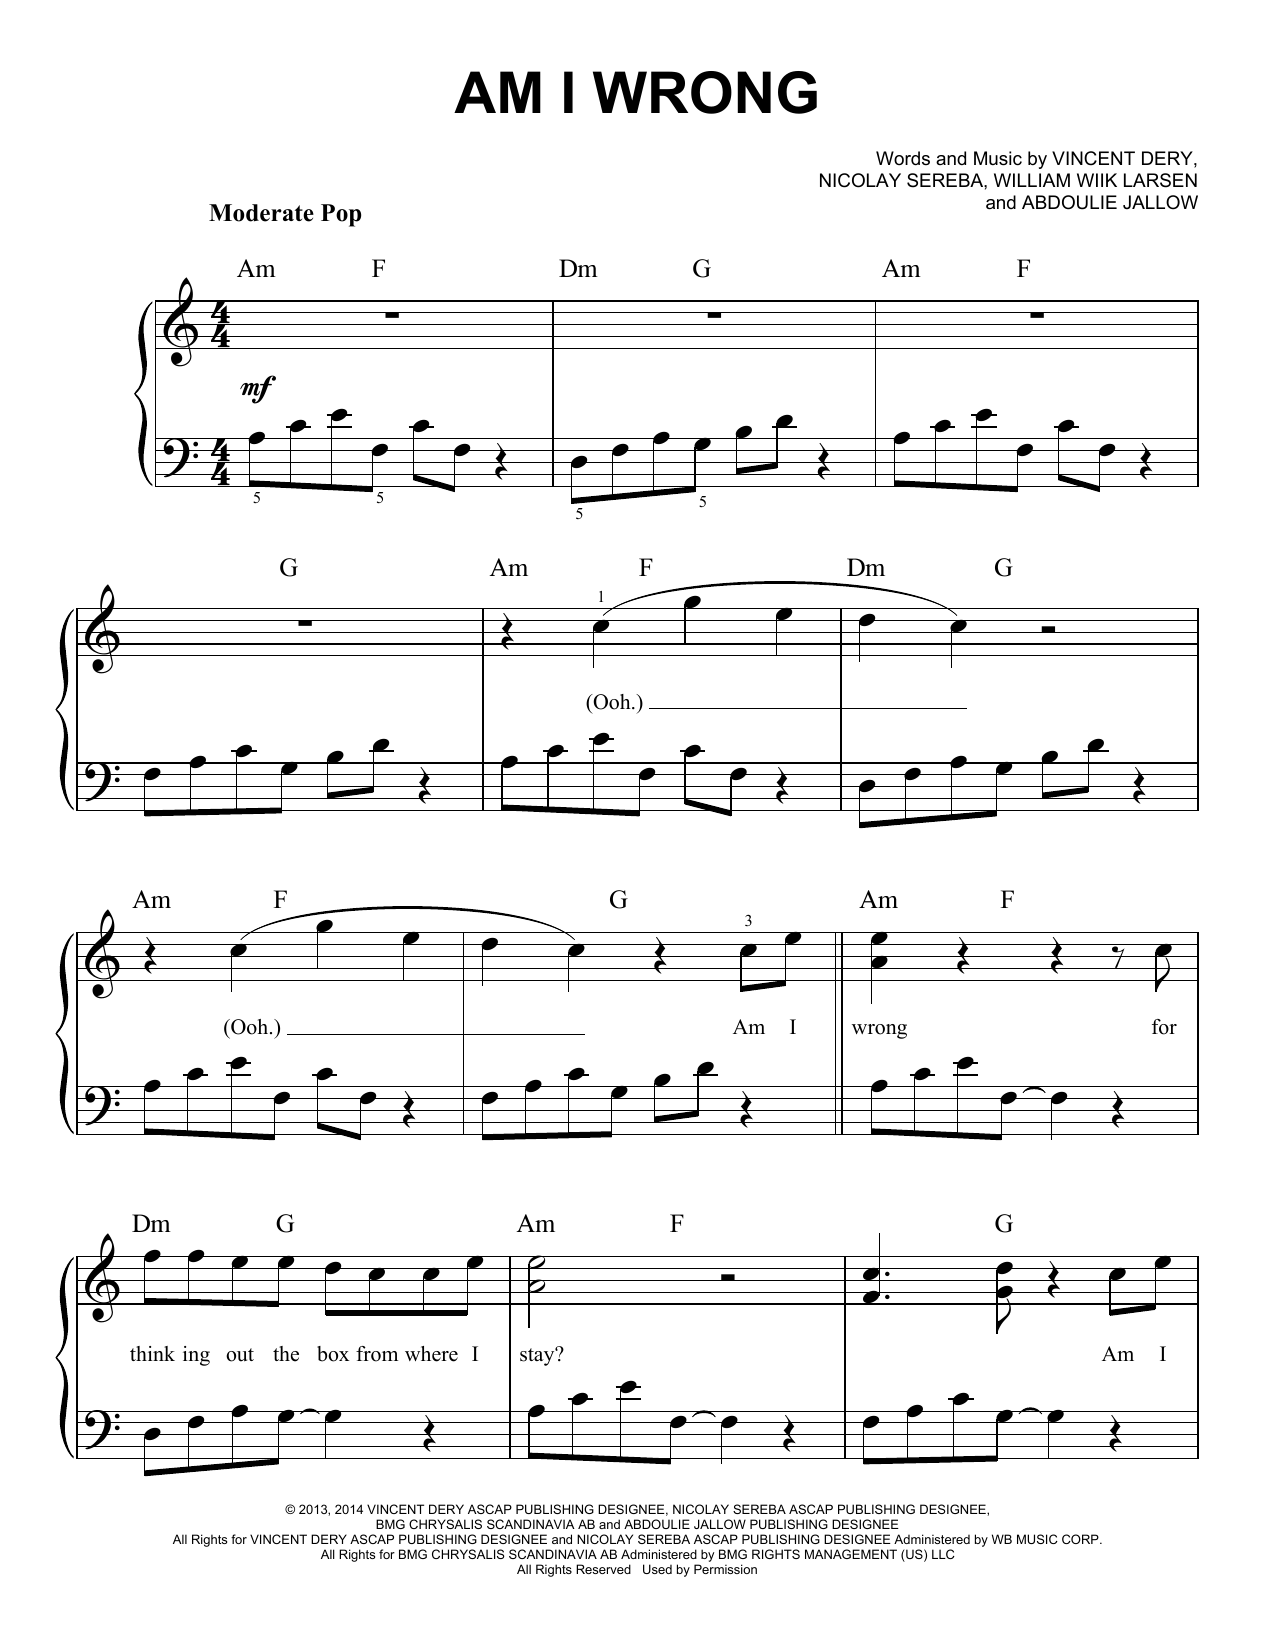 AM I WRONG
Words and Music by VINCENT DERY,
NICOLAY SEREBA, WILLIAM WIIK LARSEN
and ABDOULIE JALLOW
Moderate Pop
Am F Dm G Am F
4 4
mf
4 4
5 5 5 5
G Am F Dm G
1
(Ooh.)
Am F G Am F
3
(Ooh.) Am I wrong for
Dm G Am F G
think ing out the box from where I stay? Am I
© 2013, 2014 VINCENT DERY ASCAP PUBLISHING DESIGNEE, NICOLAY SEREBA ASCAP PUBLISHING DESIGNEE,
BMG CHRYSALIS SCANDINAVIA AB and ABDOULIE JALLOW PUBLISHING DESIGNEE
All Rights for VINCENT DERY ASCAP PUBLISHING DESIGNEE and NICOLAY SEREBA ASCAP PUBLISHING DESIGNEE Administered by WB MUSIC CORP.
All Rights for BMG CHRYSALIS SCANDINAVIA AB Administered by BMG RIGHTS MANAGEMENT (US) LLC
All Rights Reserved Used by Permission